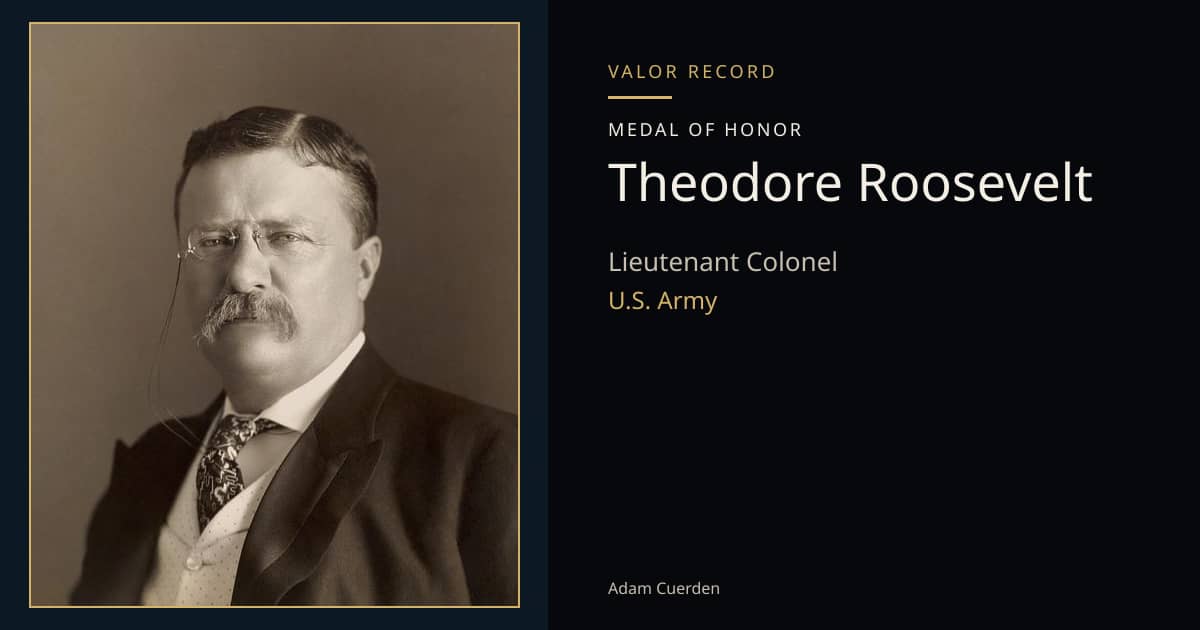 VALOR RECORD
MEDAL OF HONOR
Theodore Roosevelt
Lieutenant Colonel
U.S. Army
Adam Cuerden